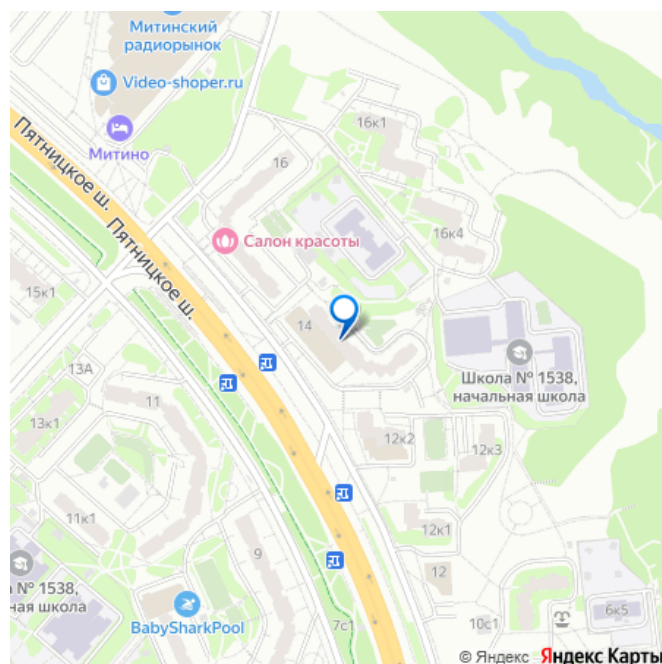 Митинский
радиорынок
Video-shoper.ru
Митино
Пятницкое ш.
Пятницкое ш.
16к1
16
16к4
Салон красоты
15к1
14
13А
Школа № 1538,
начальная школа
11
13к1
12к2
12к3
11к1
12к1
9
12
№ 1538,
ная школа
BabySharkPool
7с1
10с1
6к5
© Яндекс Яндекс Карты